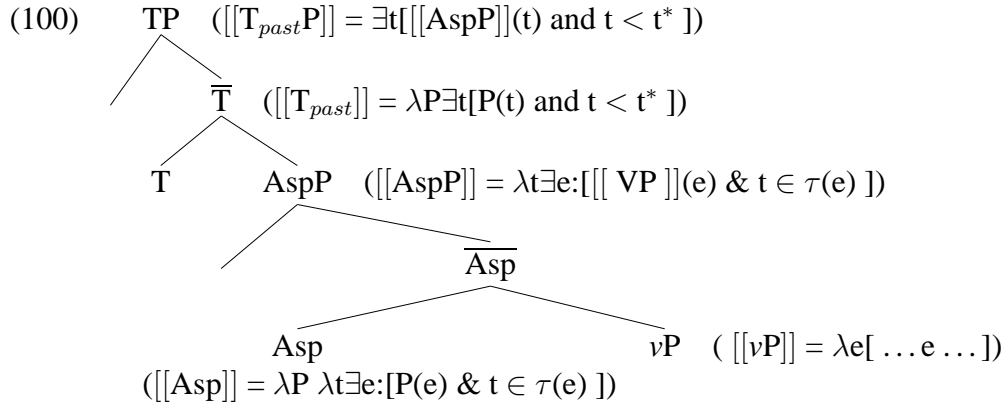 (100) TP ([[T_past P]] = ∃t[[[AspP]](t) and t < t* ])
T̅ ([[T_past]] = λP∃t[P(t) and t < t* ])
T AspP ([[AspP]] = λt∃e:[[[ VP ]](e) & t ∈ τ(e) ])
A̅s̅p̅
Asp vP ( [[vP]] = λe[ …e …])
([[Asp]] = λP λt∃e:[P(e) & t ∈ τ(e) ])